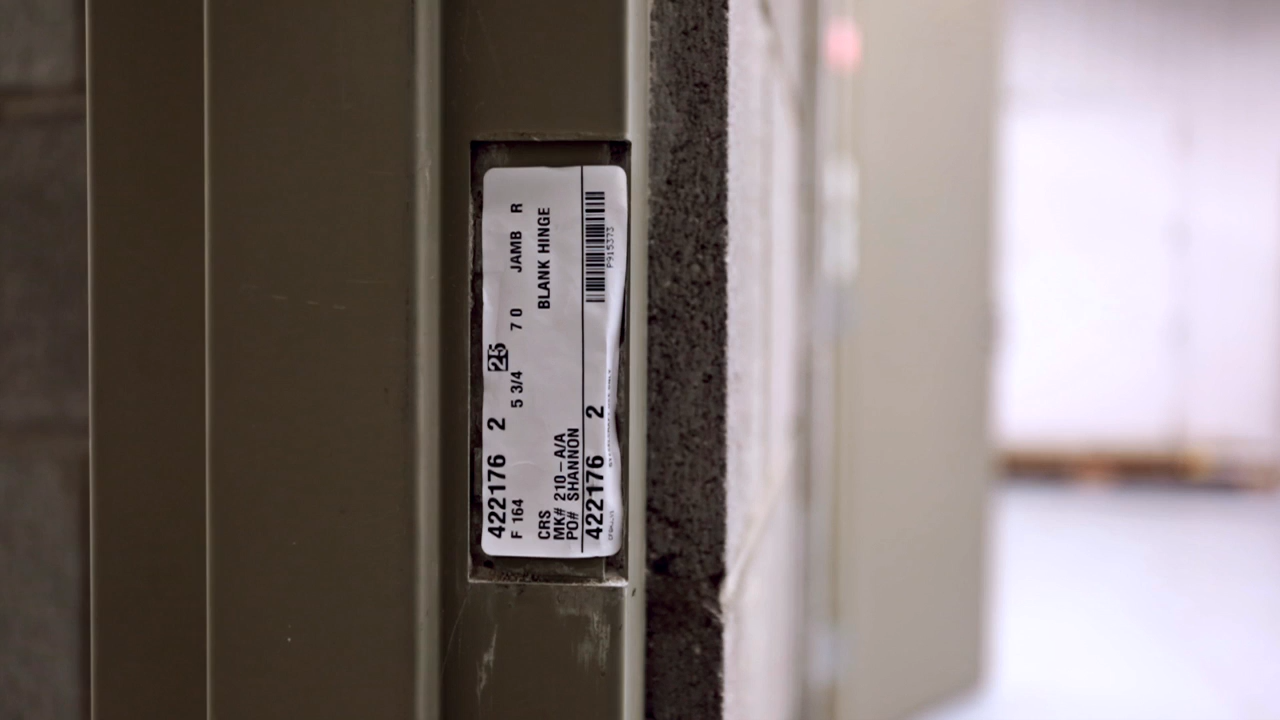 422176 2 25
F 164 5 3/4 7 0 JAMB R
CRS BLANK HINGE
MK# 210-A/A
PO# SHANNON
422176 2
P915373